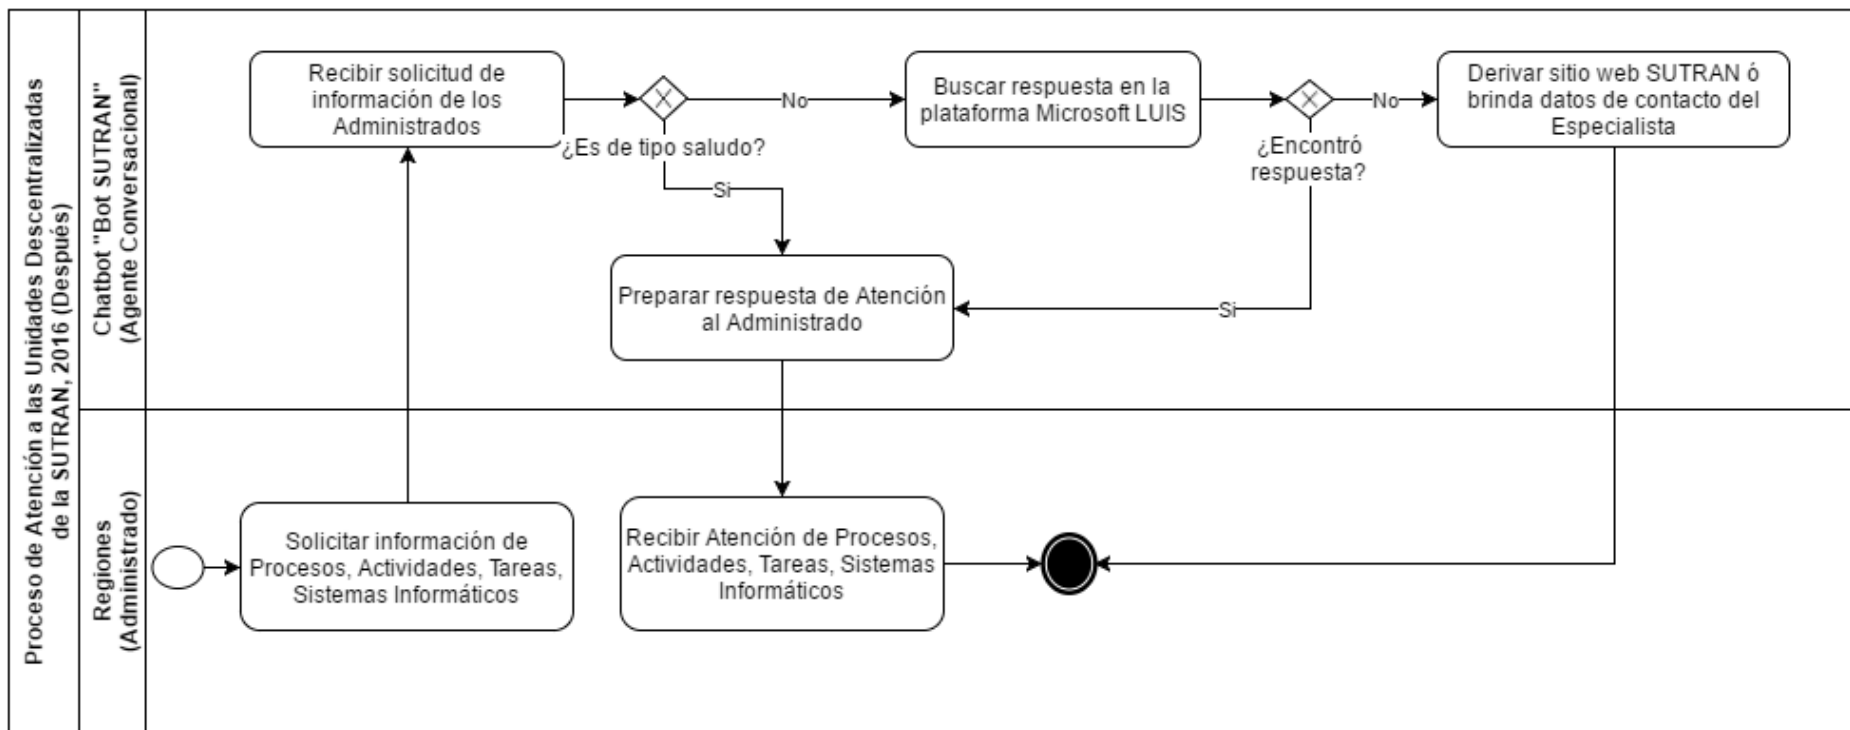 Proceso de Atención a las Unidades Descentralizadas
de la SUTRAN, 2016 (Después)
Chatbot "Bot SUTRAN"
(Agente Conversacional)
Recibir solicitud de
información de los
Administrados
¿Es de tipo saludo?
No
Si
Buscar respuesta en la
plataforma Microsoft LUIS
¿Encontró
respuesta?
No
Si
Derivar sitio web SUTRAN ó
brinda datos de contacto del
Especialista
Preparar respuesta de Atención
al Administrado
Regiones
(Administrado)
Solicitar información de
Procesos, Actividades, Tareas,
Sistemas Informáticos
Recibir Atención de Procesos,
Actividades, Tareas, Sistemas
Informáticos